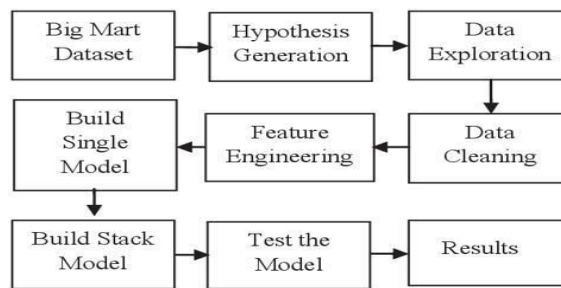 Big Mart
Dataset
Hypothesis
Generation
Data
Exploration
Build
Single
Model
Feature
Engineering
Data
Cleaning
Build Stack
Model
Test the
Model
Results